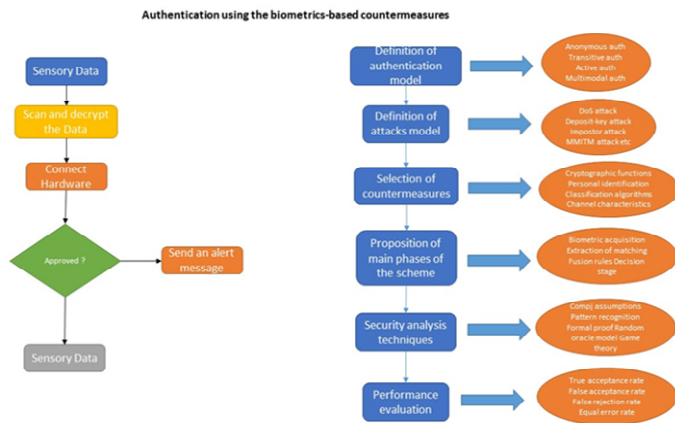 Authentication using the biometrics-based countermeasures
Sensory Data
Scan and decrypt
the Data
Connect
Hardware
Approved ?
Send an alert
message
Sensory Data
Definition of
authentication
model
Anonymous auth
Transitive auth
Active auth
Multimodal auth
Definition of
attacks model
DoS attack
Deposit-key attack
Impostor attack
MMITM attack etc
Selection of
countermeasures
Cryptographic functions
Personal identification
Classification algorithms
Channel characteristics
Proposition of
main phases of
the scheme
Biometric acquisition
Extraction of matching
Fusion rules Decision
stage
Security analysis
techniques
Compj assumptions
Pattern recognition
Formal proof Random
oracle model Game
theory
Performance
evaluation
True acceptance rate
False acceptance rate
False rejection rate
Equal error rate